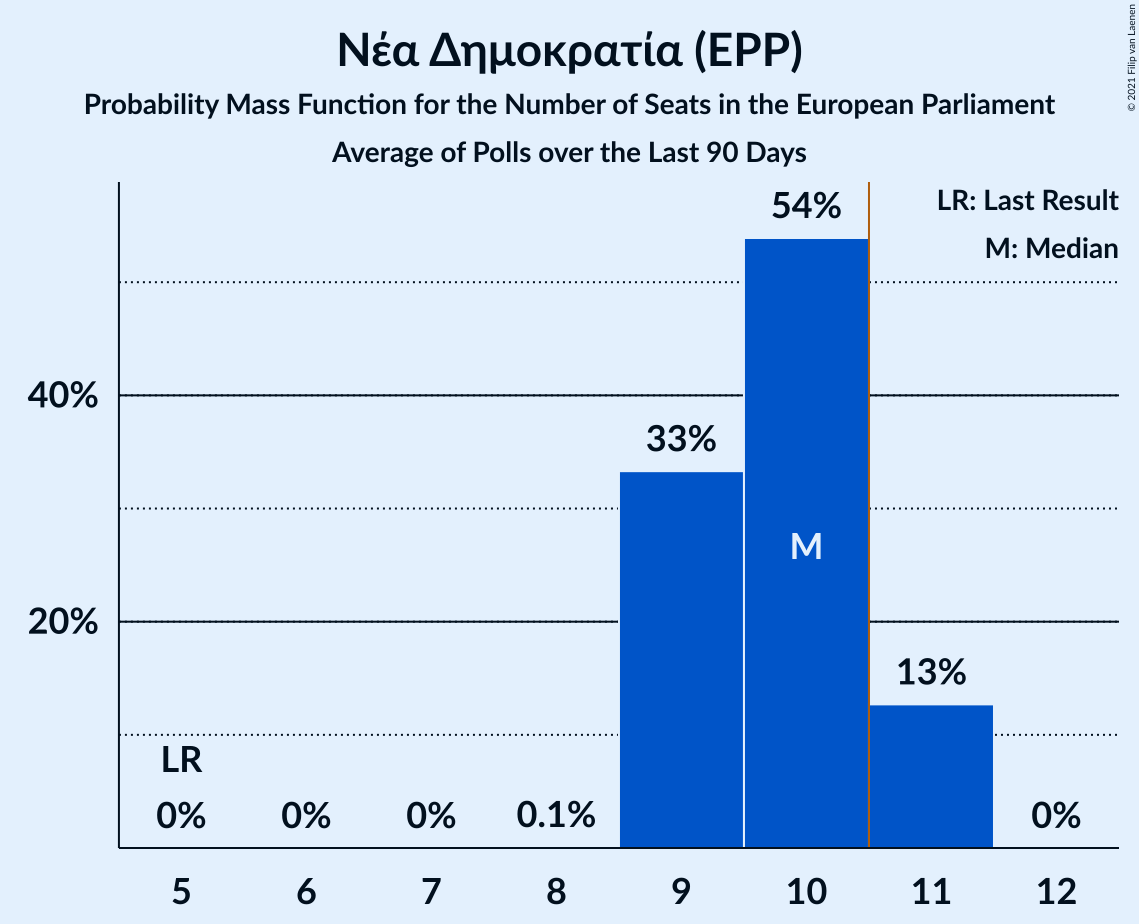 Νέα Δημοκρατία (EPP)
Probability Mass Function for the Number of Seats in the European Parliament
Average of Polls over the Last 90 Days
© 2021 Filip van Laenen
LR: Last Result
M: Median
54%
40%
33%
M
20%
13%
LR
0% 0% 0% 0.1% 0%
5 6 7 8 9 10 11 12